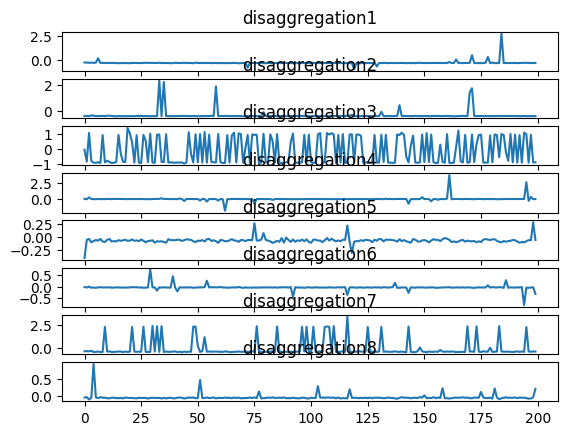 disaggregation1
2.5
0.0
disaggregation2
2
0
disaggregation3
1
0
−1
disaggregation4
2.5
0.0
disaggregation5
0.25
0.00
−0.25
disaggregation6
0.5
0.0
−0.5
disaggregation7
2.5
0.0
disaggregation8
0.5
0.0
0 25 50 75 100 125 150 175 200